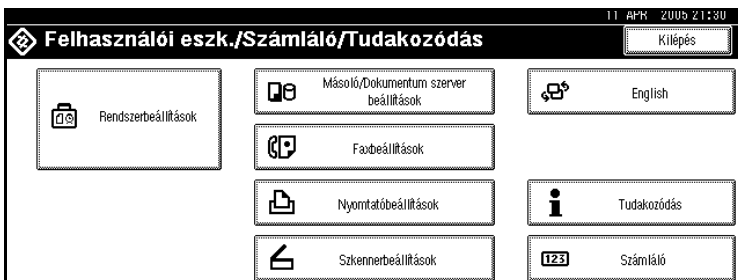 11 APR 2005 21:30
Felhasználói eszk./Számláló/Tudakozódás
Kilépés
Rendszerbeállítások
Másoló/Dokumentum szerver
beállítások
English
Faxbeállítások
Nyomtatóbeállítások
Tudakozódás
Szkennerbeállítások
123
Számláló